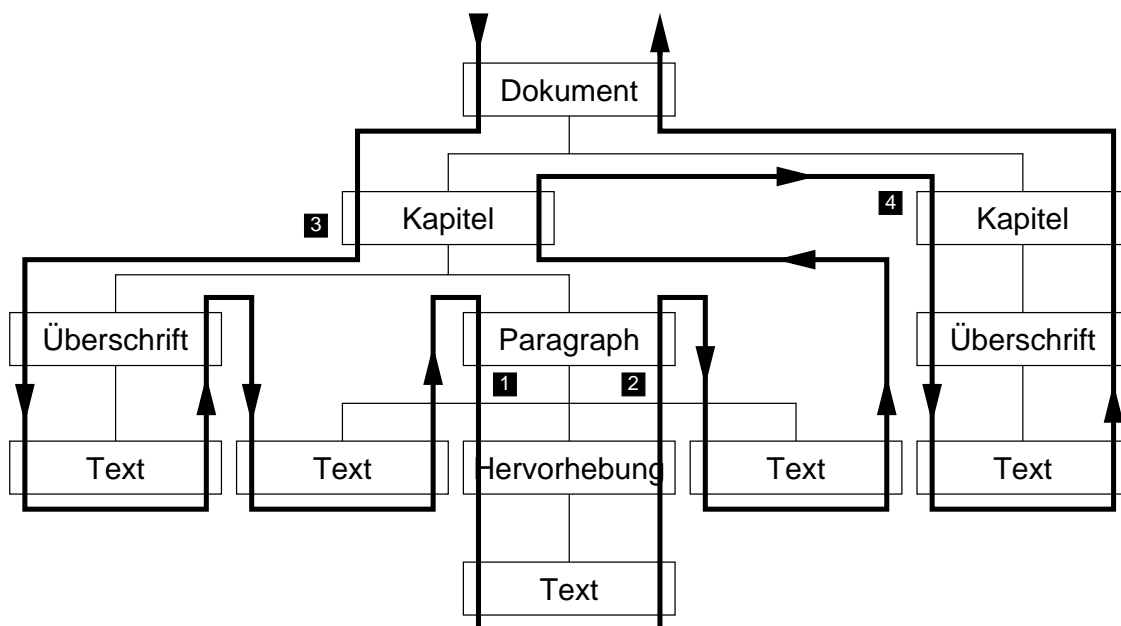 Dokument
3 Kapitel 4 Kapitel
Überschrift Paragraph Überschrift
1 2
Text Text Hervorhebung Text Text
Text